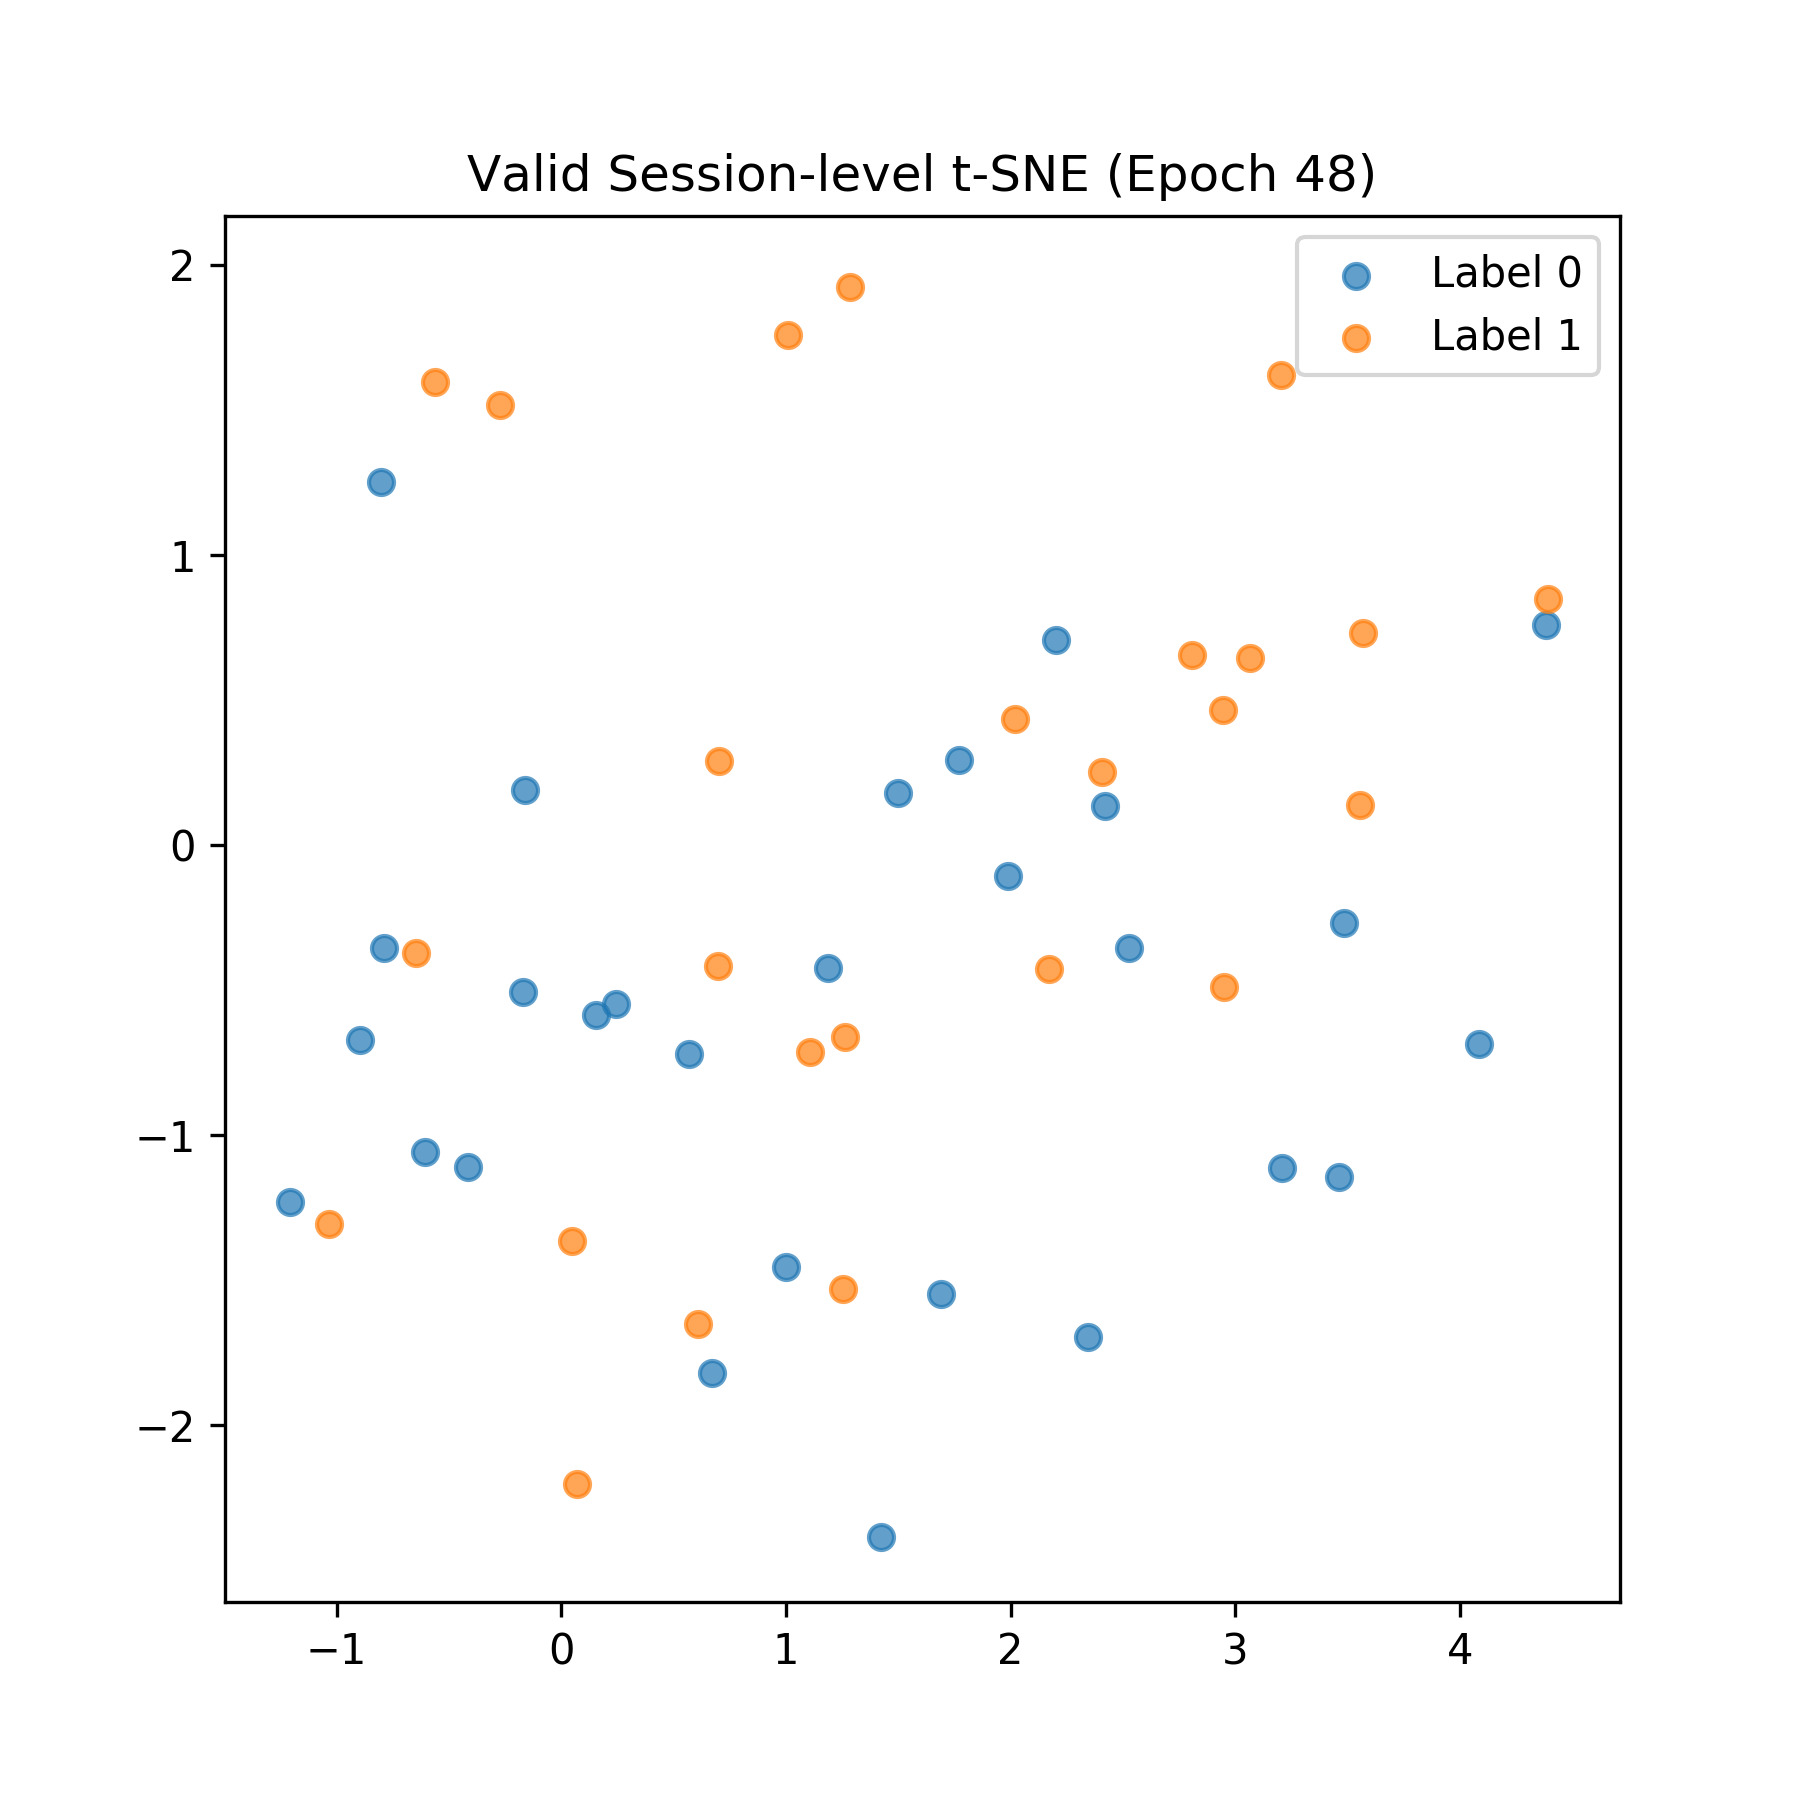 Valid Session-level t-SNE (Epoch 48)
Label 0
Label 1
2
1
0
−1
−2
−1 0 1 2 3 4